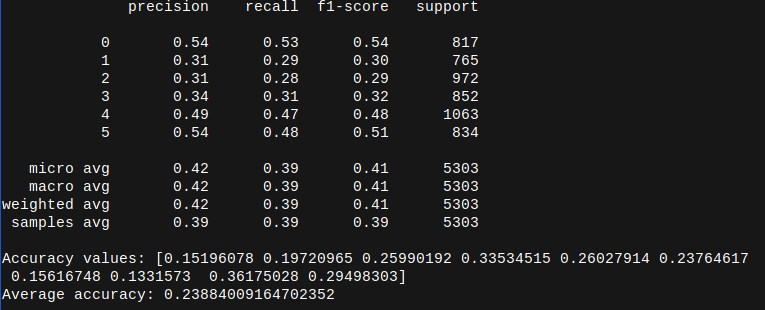 precision recall f1-score support
0 0.54 0.53 0.54 817
1 0.31 0.29 0.30 765
2 0.31 0.28 0.29 972
3 0.34 0.31 0.32 852
4 0.49 0.47 0.48 1063
5 0.54 0.48 0.51 834
micro avg 0.42 0.39 0.41 5303
macro avg 0.42 0.39 0.41 5303
weighted avg 0.42 0.39 0.41 5303
samples avg 0.39 0.39 0.39 5303
Accuracy values: [0.15196078 0.19720965 0.25990192 0.33534515 0.26027914 0.23764617
0.15616748 0.1331573 0.36175028 0.29498303]
Average accuracy: 0.23884009164702352